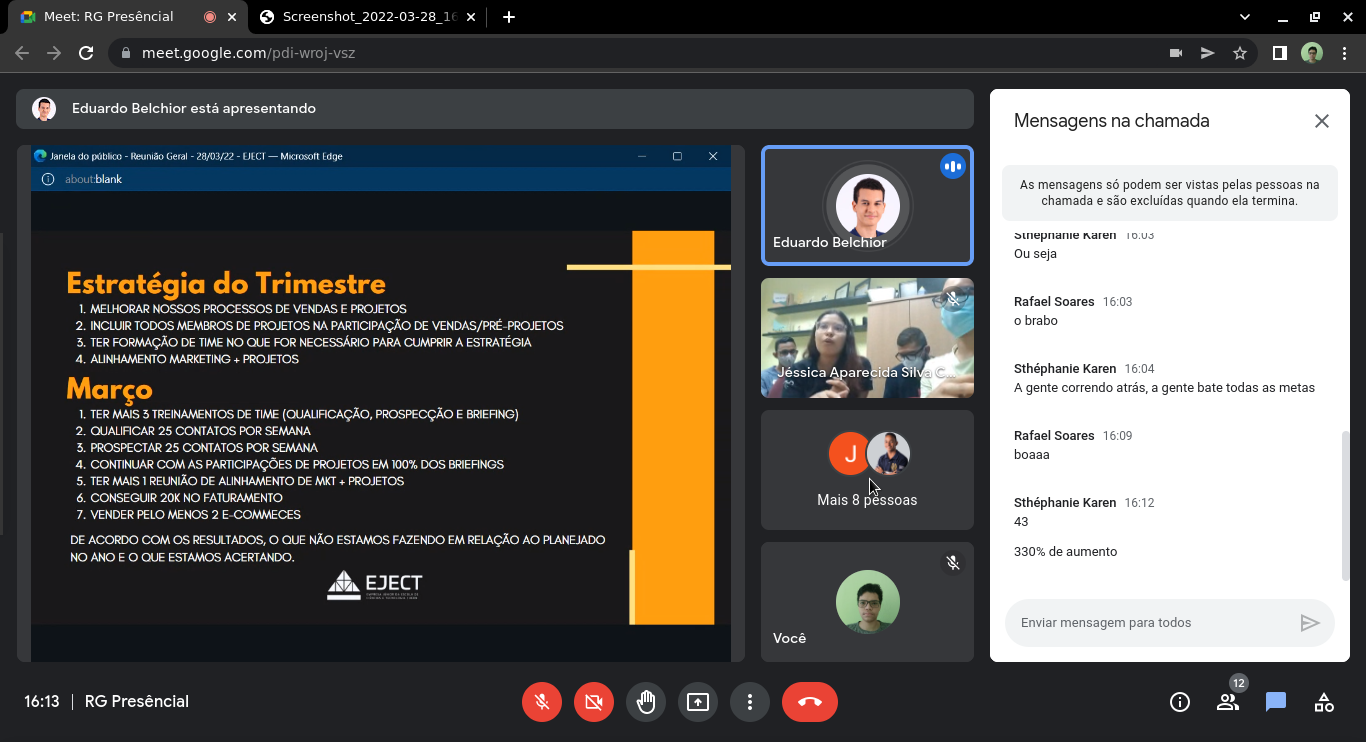 Meet: RG Presêncial
Screenshot_2022-03-28_16
meet.google.com/pdi-wroj-vsz
Eduardo Belchior está apresentando
Janela do público - Reunião Geral - 28/03/22 - EJECT — Microsoft Edge
about:blank
Estratégia do Trimestre
1. MELHORAR NOSSOS PROCESSOS DE VENDAS E PROJETOS
2. INCLUIR TODOS MEMBROS DE PROJETOS NA PARTICIPAÇÃO DE VENDAS/PRÉ-PROJETOS
3. TER FORMAÇÃO DE TIME NO QUE FOR NECESSÁRIO PARA CUMPRIR A ESTRATÉGIA
4. ALINHAMENTO MARKETING + PROJETOS
Março
1. TER MAIS 3 TREINAMENTOS DE TIME (QUALIFICAÇÃO, PROSPECÇÃO E BRIEFING)
2. QUALIFICAR 25 CONTATOS POR SEMANA
3. PROSPECTAR 25 CONTATOS POR SEMANA
4. CONTINUAR COM AS PARTICIPAÇÕES DE PROJETOS EM 100% DOS BRIEFINGS
5. TER MAIS 1 REUNIÃO DE ALINHAMENTO DE MKT + PROJETOS
6. CONSEGUIR 20K NO FATURAMENTO
7. VENDER PELO MENOS 2 E-COMMECES
DE ACORDO COM OS RESULTADOS, O QUE NÃO ESTAMOS FAZENDO EM RELAÇÃO AO PLANEJADO
NO ANO E O QUE ESTAMOS ACERTANDO.
EJECT
Eduardo Belchior
Jéssica Aparecida Silva C...
J
Mais 8 pessoas
Você
Mensagens na chamada
As mensagens só podem ser vistas pelas pessoas na
chamada e são excluídas quando ela termina.
Sthéphanie Karen 16:03
Ou seja
Rafael Soares 16:03
o brabo
Sthéphanie Karen 16:04
A gente correndo atrás, a gente bate todas as metas
Rafael Soares 16:09
boaaa
Sthéphanie Karen 16:12
43
330% de aumento
Enviar mensagem para todos
16:13 | RG Presêncial
12